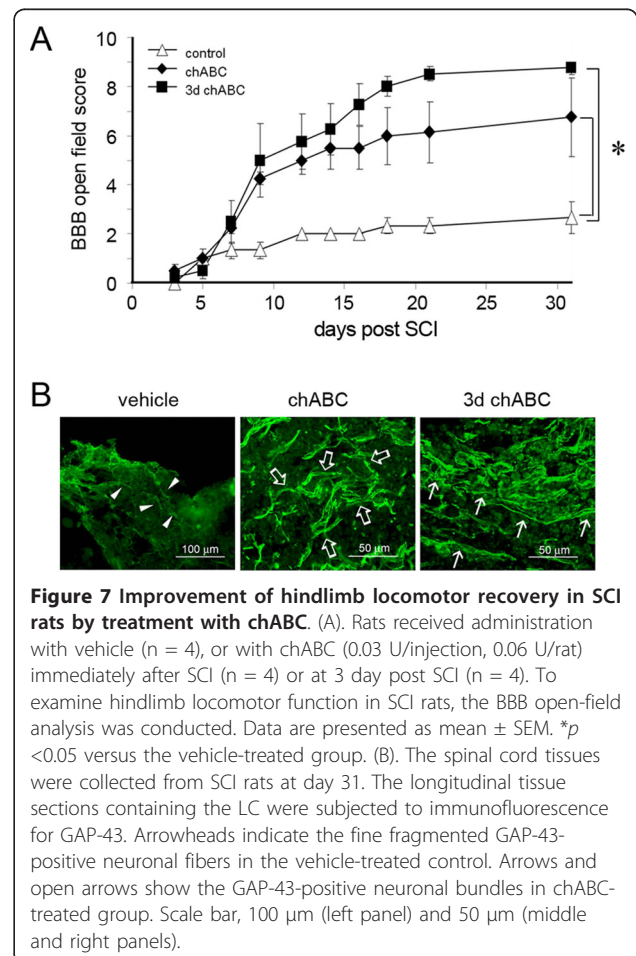 A
10
8
6
4
2
0
BBB open field score
control
chABC
3d chABC
*
0 5 10 15 20 25 30
days post SCI
B
vehicle chABC 3d chABC
100 µm 50 µm 50 µm
Figure 7 Improvement of hindlimb locomotor recovery in SCI
rats by treatment with chABC. (A). Rats received administration
with vehicle (n = 4), or with chABC (0.03 U/injection, 0.06 U/rat)
immediately after SCI (n = 4) or at 3 day post SCI (n = 4). To
examine hindlimb locomotor function in SCI rats, the BBB open-field
analysis was conducted. Data are presented as mean ± SEM. *p
<0.05 versus the vehicle-treated group. (B). The spinal cord tissues
were collected from SCI rats at day 31. The longitudinal tissue
sections containing the LC were subjected to immunofluorescence
for GAP-43. Arrowheads indicate the fine fragmented GAP-43-
positive neuronal fibers in the vehicle-treated control. Arrows and
open arrows show the GAP-43-positive neuronal bundles in chABC-
treated group. Scale bar, 100 µm (left panel) and 50 µm (middle
and right panels).